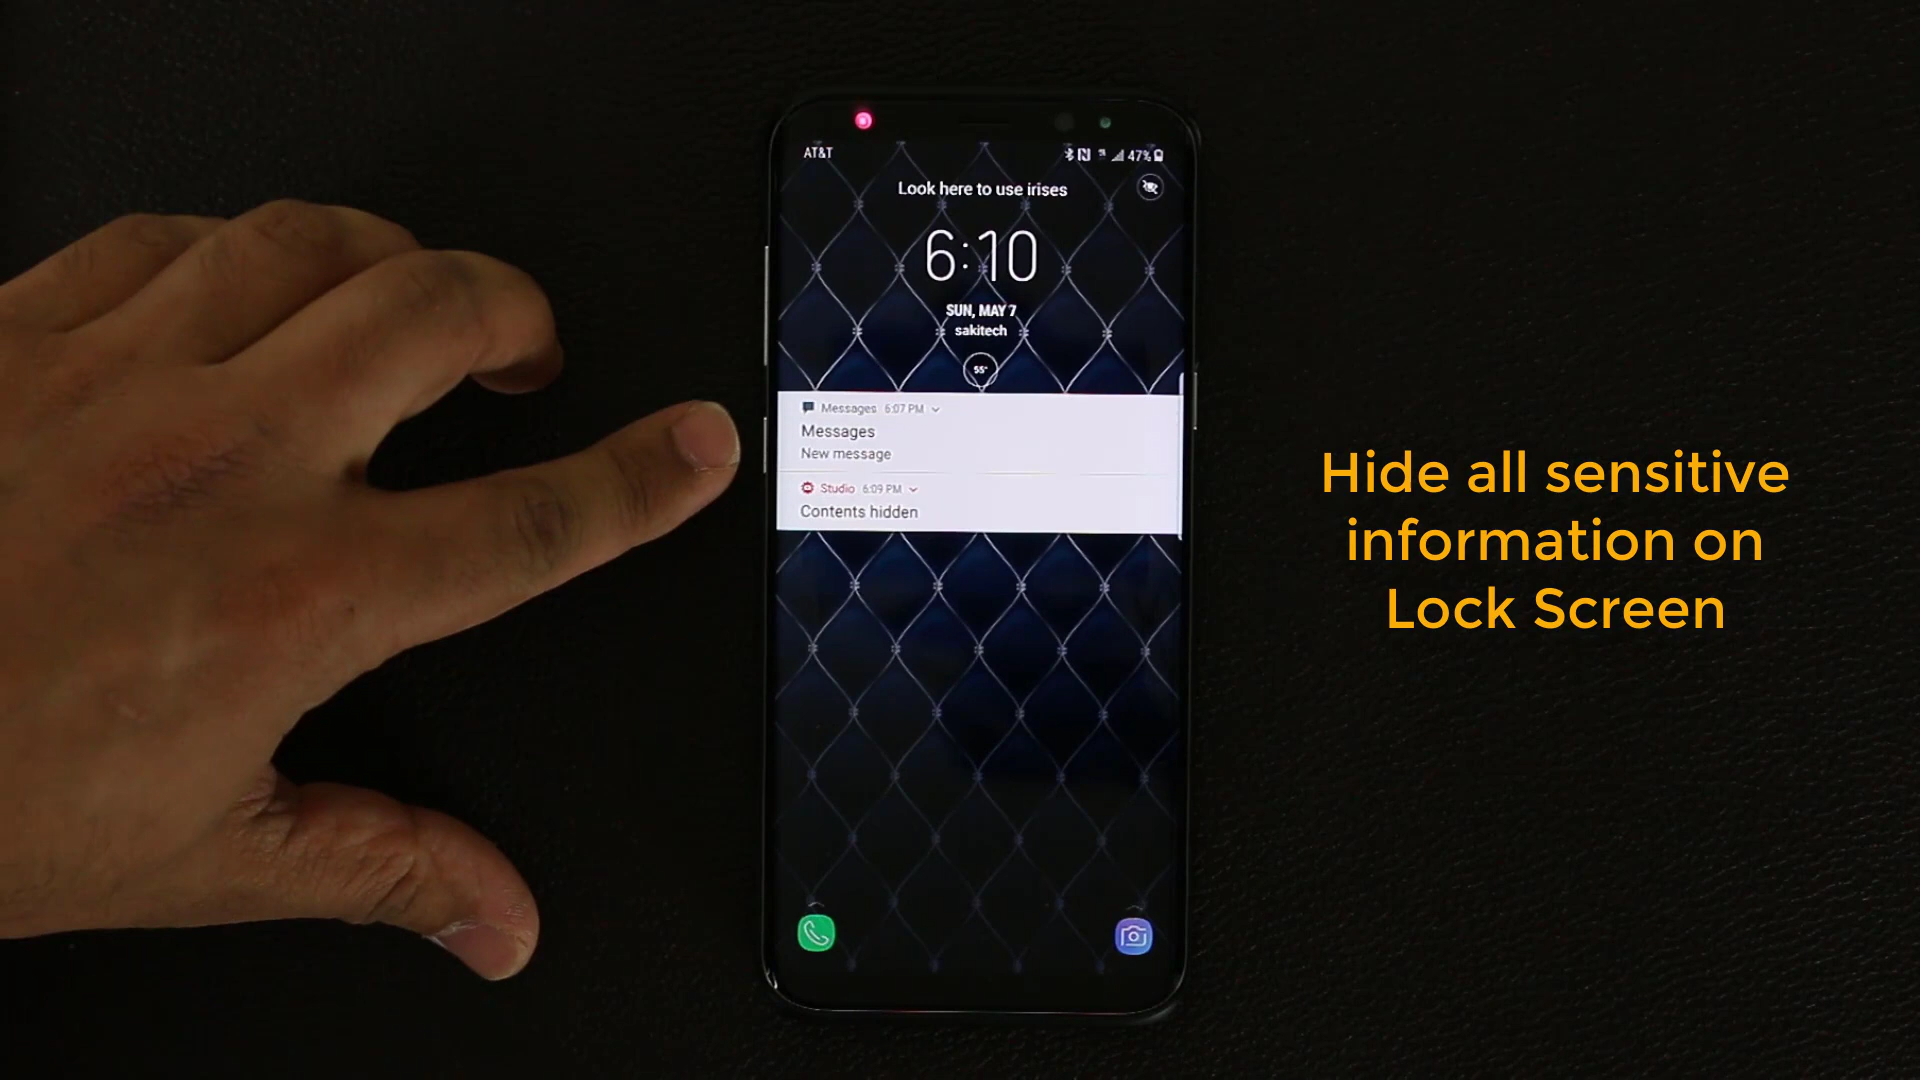 AT&T
47%
Look here to use irises
6:10
SUN, MAY 7
sakitech
55°
Messages 6:07 PM
Messages
New message
Studio 6:09 PM
Contents hidden
Hide all sensitive
information on
Lock Screen